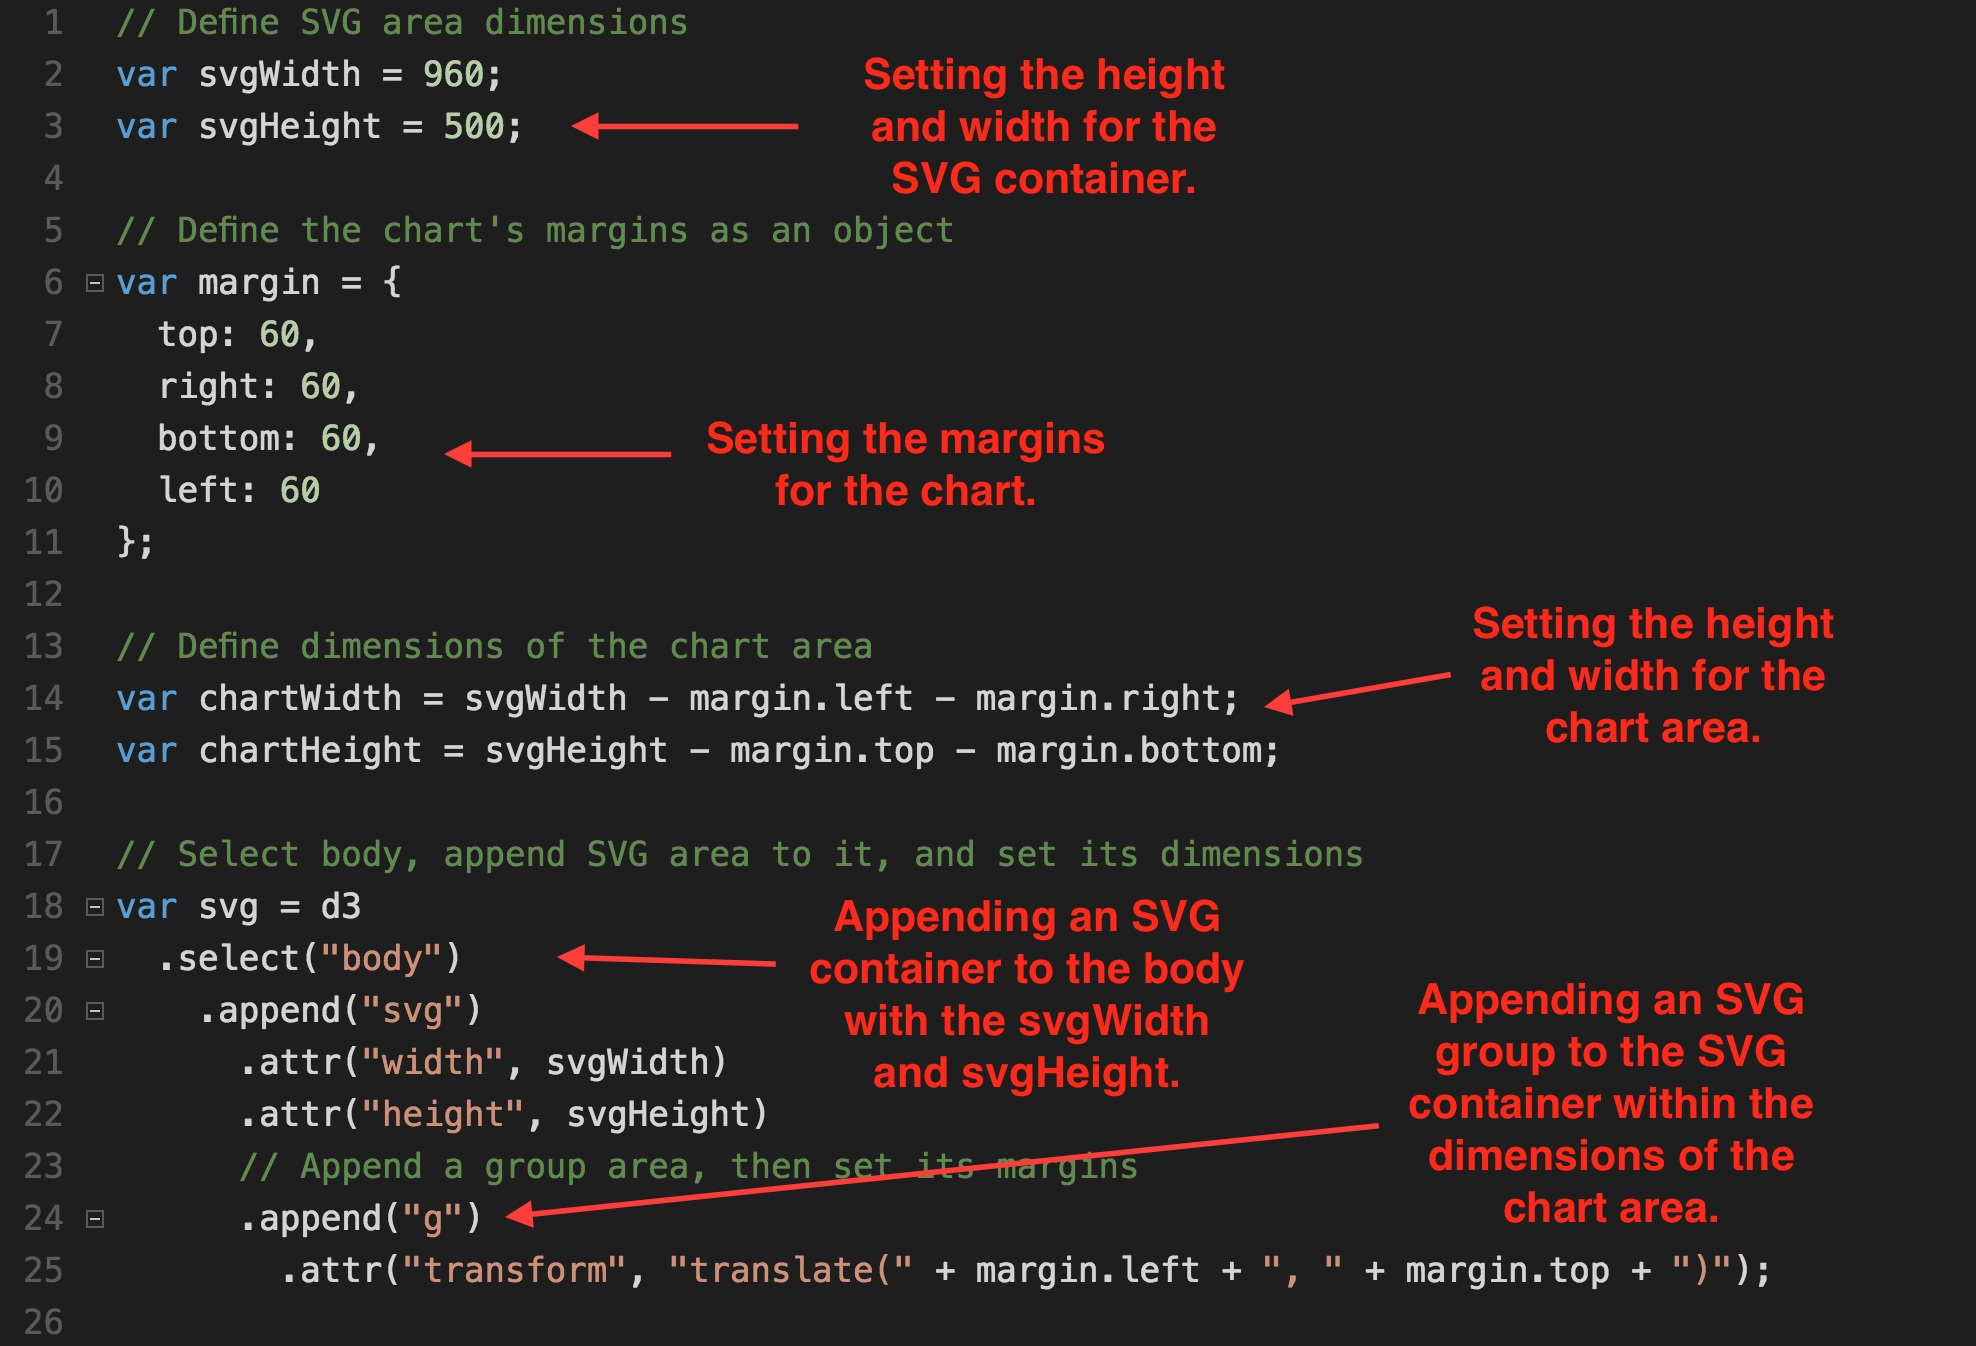 1 // Define SVG area dimensions
2 var svgWidth = 960;
3 var svgHeight = 500;
Setting the height
and width for the
SVG container.
4
5 // Define the chart's margins as an object
6 var margin = {
7 top: 60,
8 right: 60,
9 bottom: 60,
10 left: 60
Setting the margins
for the chart.
11 };
12
13 // Define dimensions of the chart area
14 var chartWidth = svgWidth - margin.left - margin.right;
15 var chartHeight = svgHeight - margin.top - margin.bottom;
Setting the height
and width for the
chart area.
16
17 // Select body, append SVG area to it, and set its dimensions
18 var svg = d3
19 .select("body")
20 .append("svg")
21 .attr("width", svgWidth)
22 .attr("height", svgHeight)
Appending an SVG
container to the body
with the svgWidth
and svgHeight.
23 // Append a group area, then set its margins
24 .append("g")
Appending an SVG
group to the SVG
container within the
dimensions of the
chart area.
25 .attr("transform", "translate(" + margin.left + ", " + margin.top + ")");
26